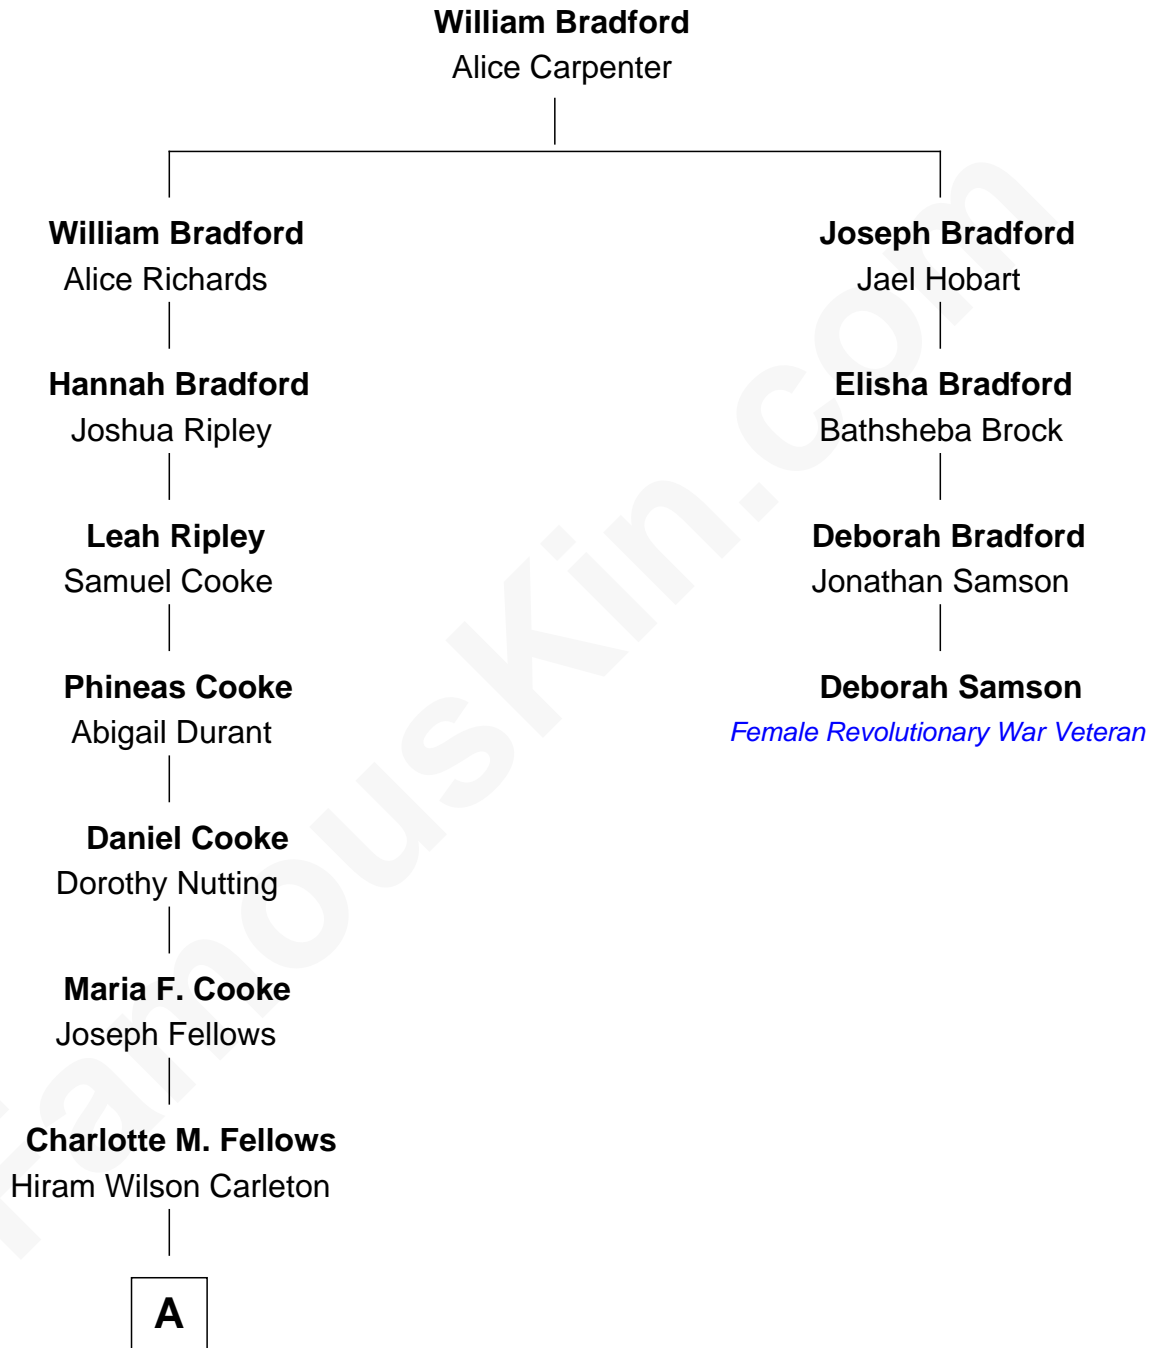 William Bradford
Alice Carpenter
William Bradford
Alice Richards
Hannah Bradford
Joshua Ripley
Leah Ripley
Samuel Cooke
Phineas Cooke
Abigail Durant
Daniel Cooke
Dorothy Nutting
Maria F. Cooke
Joseph Fellows
Charlotte M. Fellows
Hiram Wilson Carleton
A
Joseph Bradford
Jael Hobart
Elisha Bradford
Bathsheba Brock
Deborah Bradford
Jonathan Samson
Deborah Samson
Female Revolutionary War Veteran
FamousKin.com